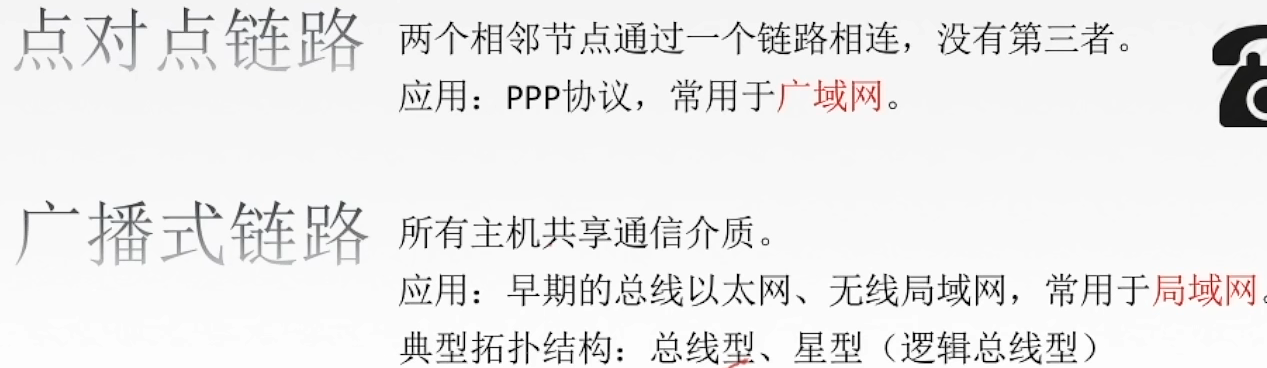 点对点链路
两个相邻节点通过一个链路相连，没有第三者。
应用：PPP协议，常用于广域网。
广播式链路
所有主机共享通信介质。
应用：早期的总线以太网、无线局域网，常用于局域网。
典型拓扑结构：总线型、星型（逻辑总线型）